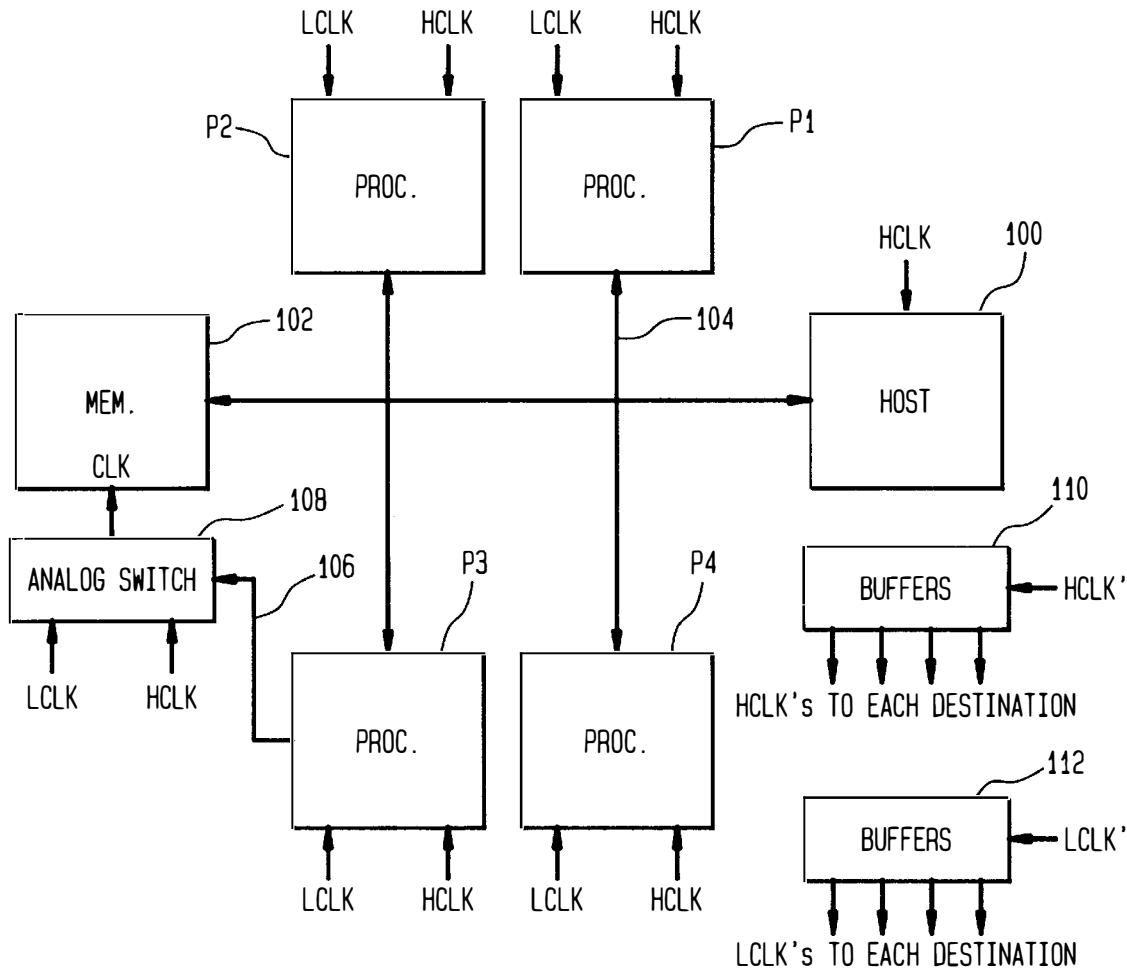 LCLK HCLK LCLK HCLK
P2 P1
PROC. PROC.
HCLK 100
102 104
MEM. HOST
CLK
108 110
ANALOG SWITCH 106 P3 P4 BUFFERS HCLK'
LCLK HCLK HCLK's TO EACH DESTINATION
PROC. PROC.
112
BUFFERS LCLK'
LCLK HCLK LCLK HCLK
LCLK's TO EACH DESTINATION